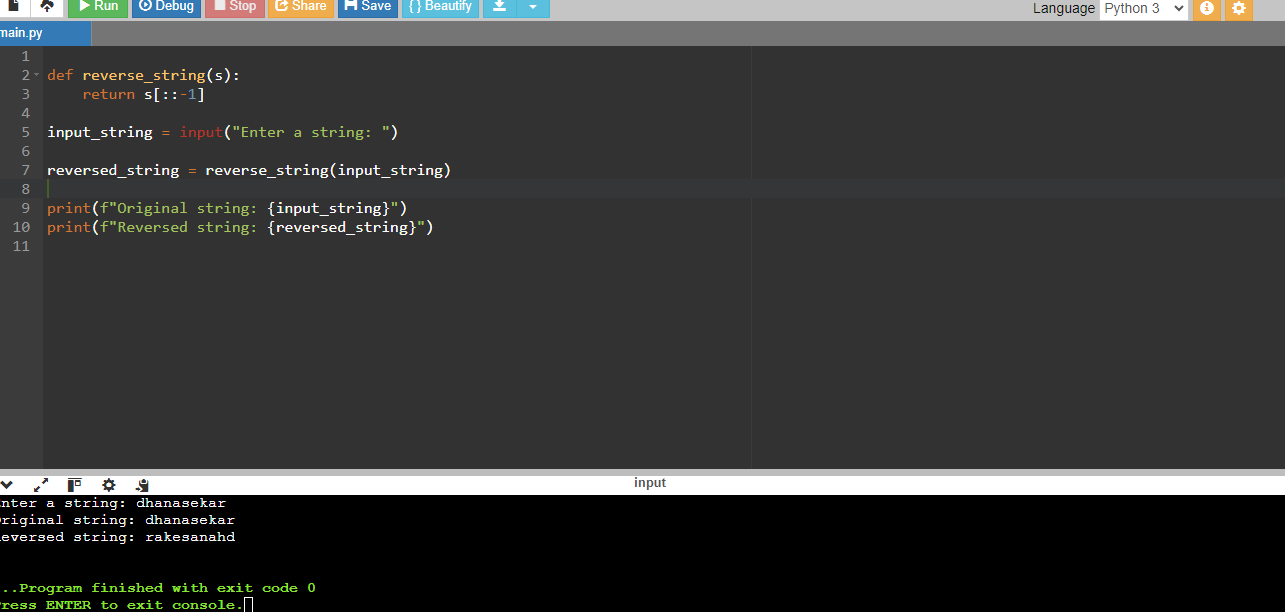 Run Debug Stop Share Save {} Beautify Language Python 3
main.py
1
2 def reverse_string(s):
3     return s[::-1]
4
5 input_string = input("Enter a string: ")
6
7 reversed_string = reverse_string(input_string)
8
9 print(f"Original string: {input_string}")
10 print(f"Reversed string: {reversed_string}")
11
input
nter a string: dhanasekar
riginal string: dhanasekar
eversed string: rakesanahd
..Program finished with exit code 0
ress ENTER to exit console.